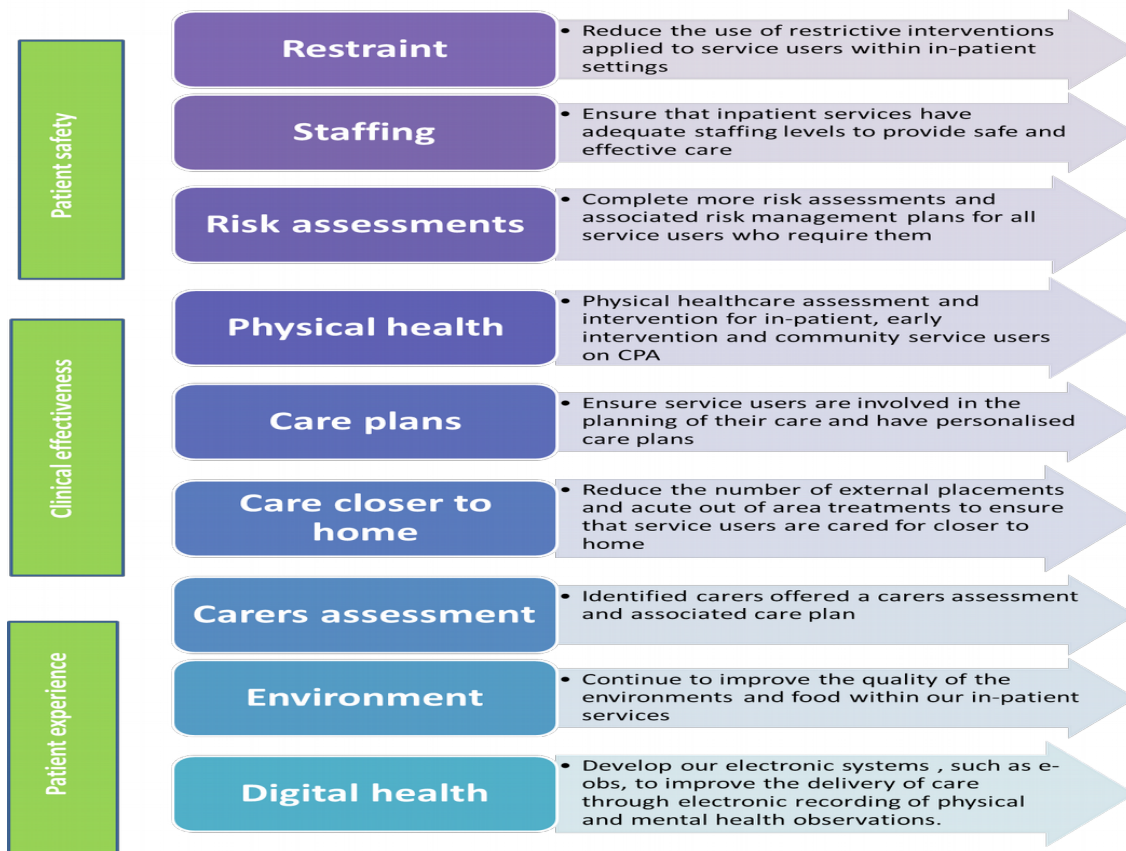 Patient safety
Restraint
• Reduce the use of restrictive interventions
applied to service users within in-patient
settings
Staffing
• Ensure that inpatient services have
adequate staffing levels to provide safe and
effective care
Risk assessments
• Complete more risk assessments and
associated risk management plans for all
service users who require them
Clinical effectiveness
Physical health
• Physical healthcare assessment and
intervention for in-patient, early
intervention and community service users
on CPA
Care plans
• Ensure service users are involved in the
planning of their care and have personalised
care plans
Care closer to
home
• Reduce the number of external placements
and acute out of area treatments to ensure
that service users are cared for closer to
home
Patient experience
Carers assessment
• Identified carers offered a carers assessment
and associated care plan
Environment
• Continue to improve the quality of the
environments and food within our in-patient
services
Digital health
• Develop our electronic systems , such as e-
obs, to improve the delivery of care
through electronic recording of physical
and mental health observations.